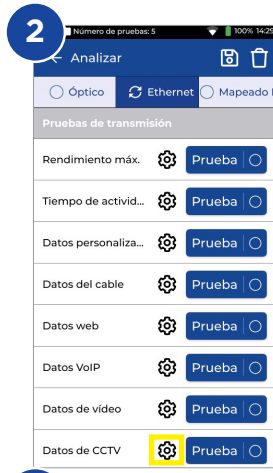 2
Número de pruebas: 5 100% 14:29
Analizar
Óptico Ethernet Mapeado
Pruebas de transmisión
Rendimiento máx. Prueba
Tiempo de activid... Prueba
Datos personaliza... Prueba
Datos del cable Prueba
Datos web Prueba
Datos VoIP Prueba
Datos de vídeo Prueba
Datos de CCTV Prueba